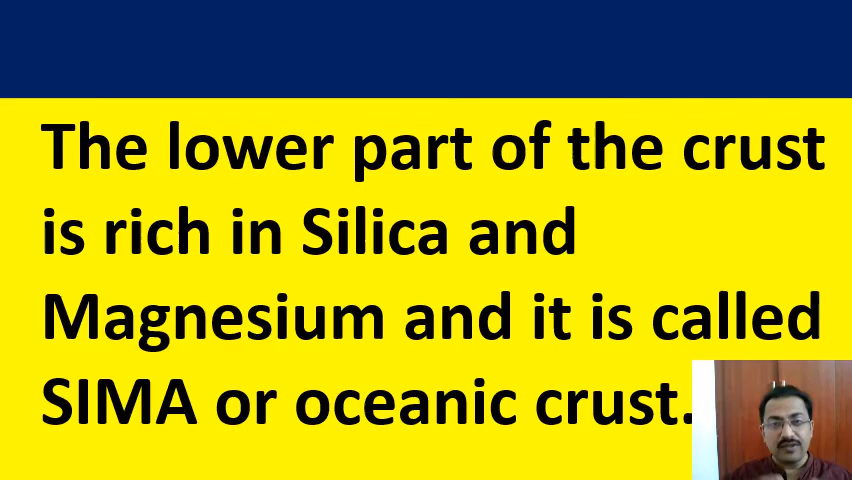 The lower part of the crust
is rich in Silica and
Magnesium and it is called
SIMA or oceanic crust.